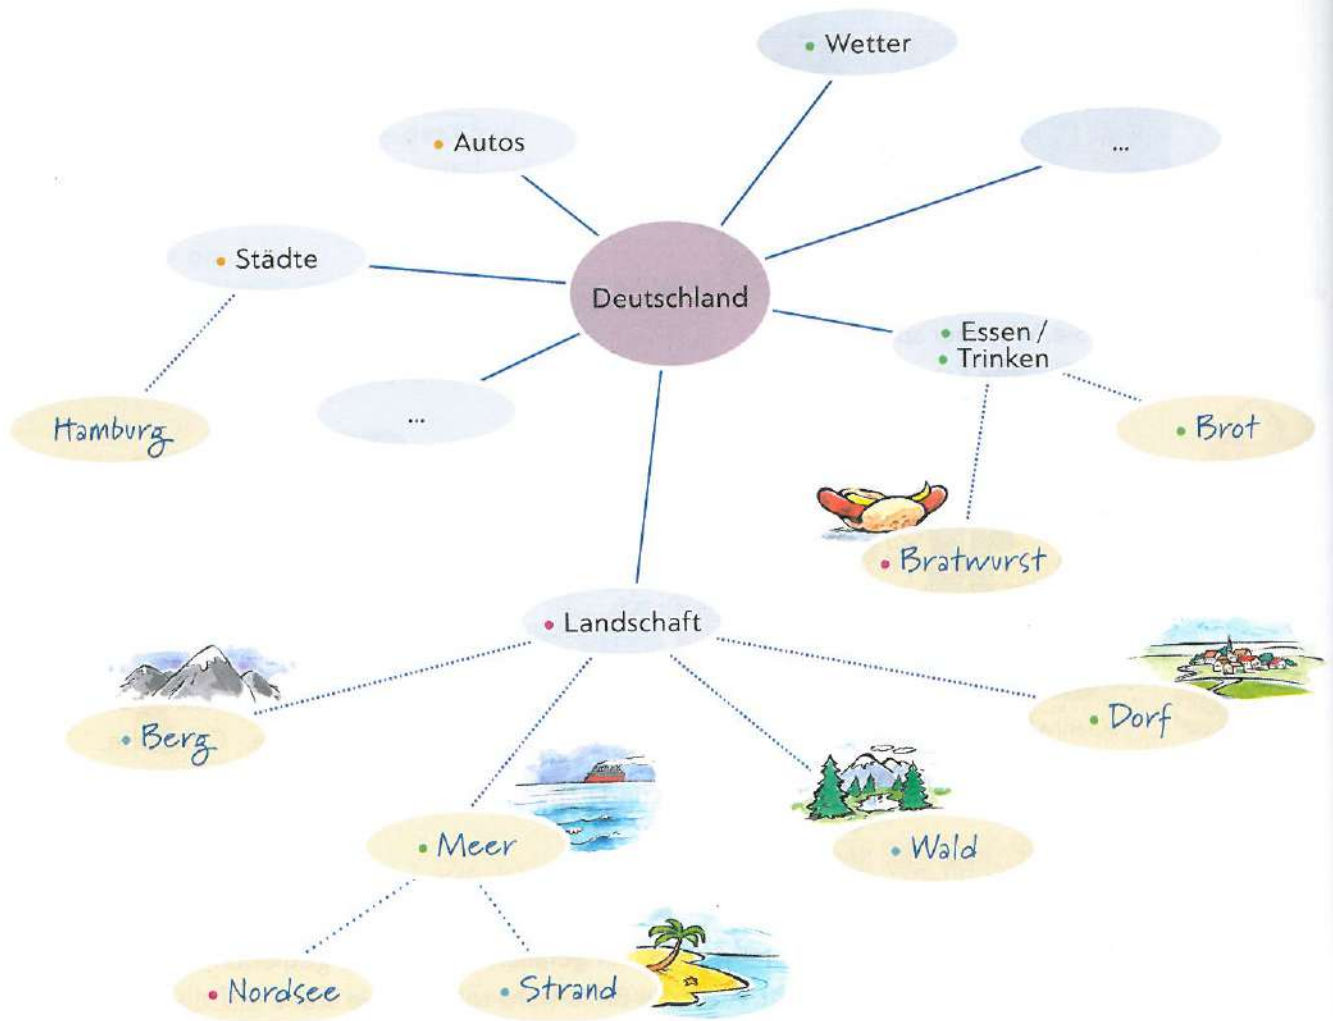 • Wetter
• Autos
...
• Städte
Deutschland
• Essen /
• Trinken
...
Hamburg
• Brot
• Bratwurst
• Landschaft
• Berg
• Dorf
• Meer
• Wald
• Nordsee
• Strand